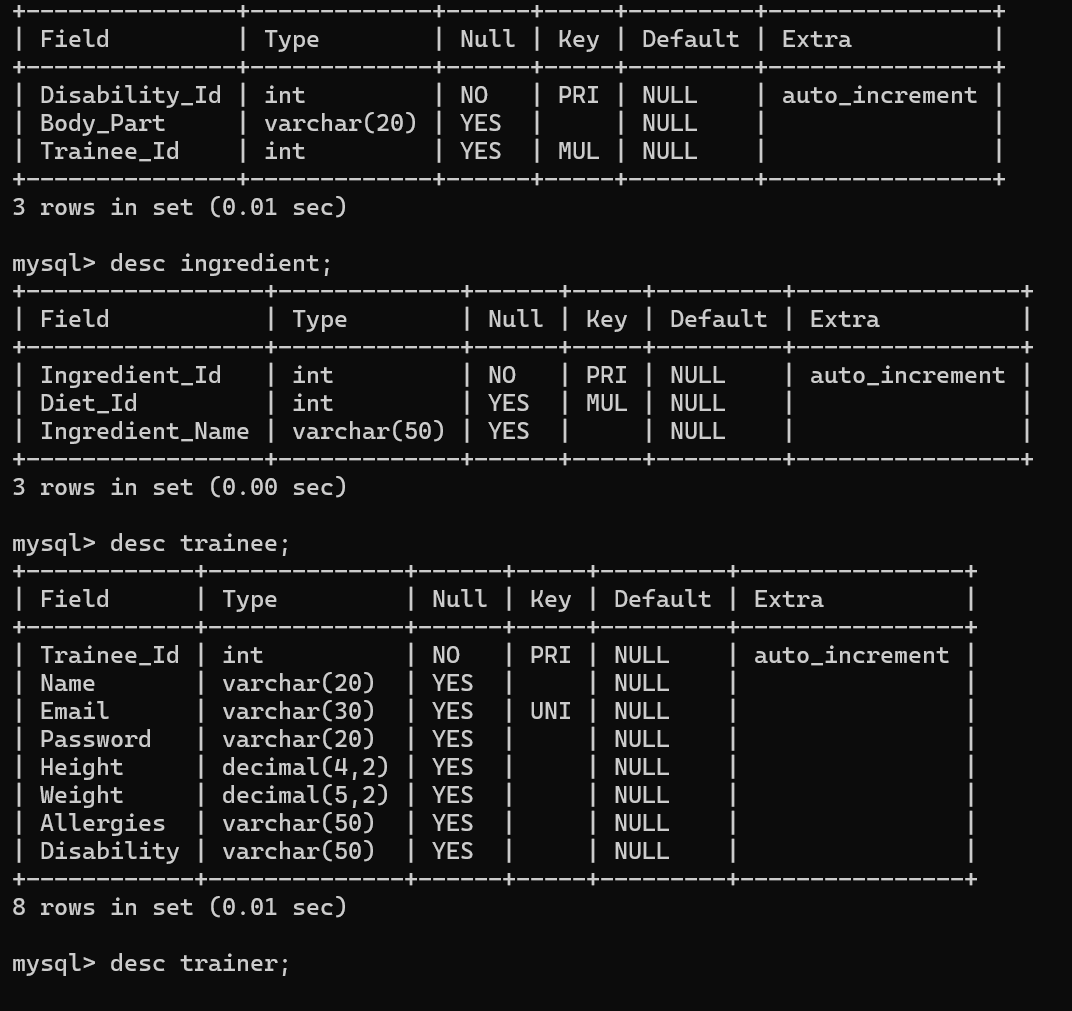 +---------------+-------------+------+-----+---------+----------------+
| Field         | Type        | Null | Key | Default | Extra          |
+---------------+-------------+------+-----+---------+----------------+
| Disability_Id | int         | NO   | PRI | NULL    | auto_increment |
| Body_Part     | varchar(20) | YES  |     | NULL    |                |
| Trainee_Id    | int         | YES  | MUL | NULL    |                |
+---------------+-------------+------+-----+---------+----------------+
3 rows in set (0.01 sec)

mysql> desc ingredient;
+-----------------+-------------+------+-----+---------+----------------+
| Field           | Type        | Null | Key | Default | Extra          |
+-----------------+-------------+------+-----+---------+----------------+
| Ingredient_Id   | int         | NO   | PRI | NULL    | auto_increment |
| Diet_Id         | int         | YES  | MUL | NULL    |                |
| Ingredient_Name | varchar(50) | YES  |     | NULL    |                |
+-----------------+-------------+------+-----+---------+----------------+
3 rows in set (0.00 sec)

mysql> desc trainee;
+------------+--------------+------+-----+---------+----------------+
| Field      | Type         | Null | Key | Default | Extra          |
+------------+--------------+------+-----+---------+----------------+
| Trainee_Id | int          | NO   | PRI | NULL    | auto_increment |
| Name       | varchar(20)  | YES  |     | NULL    |                |
| Email      | varchar(30)  | YES  | UNI | NULL    |                |
| Password   | varchar(20)  | YES  |     | NULL    |                |
| Height     | decimal(4,2) | YES  |     | NULL    |                |
| Weight     | decimal(5,2) | YES  |     | NULL    |                |
| Allergies  | varchar(50)  | YES  |     | NULL    |                |
| Disability | varchar(50)  | YES  |     | NULL    |                |
+------------+--------------+------+-----+---------+----------------+
8 rows in set (0.01 sec)

mysql> desc trainer;